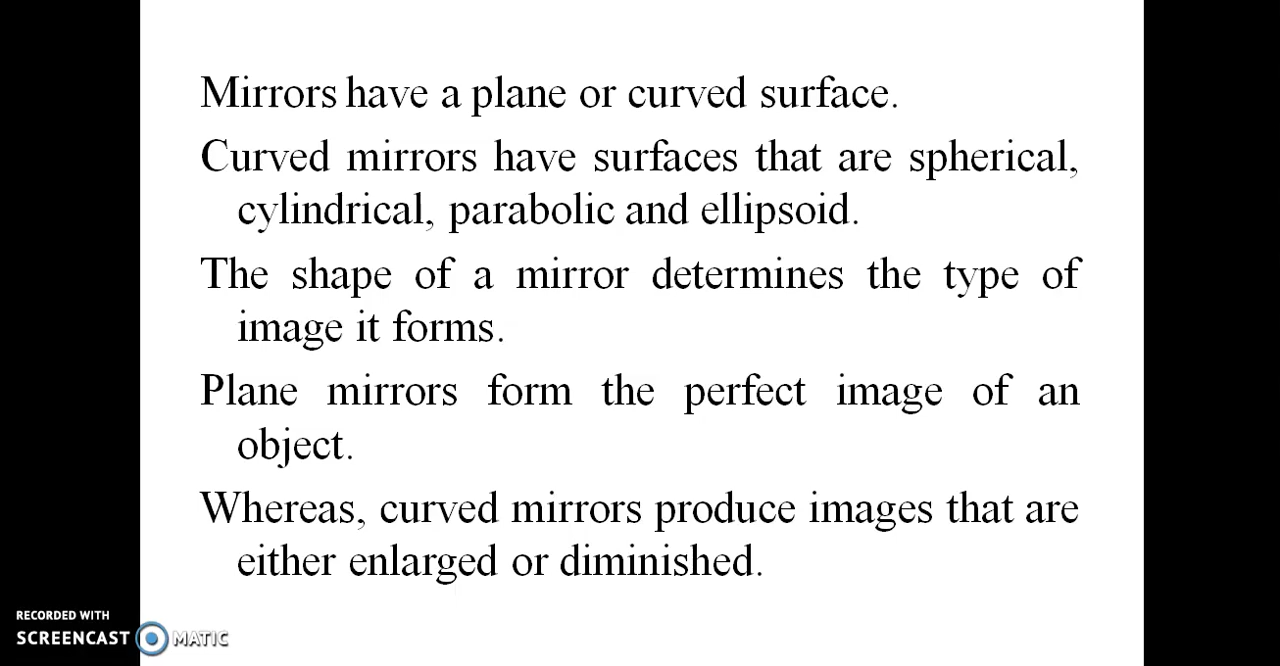 Mirrors have a plane or curved surface.
Curved mirrors have surfaces that are spherical,
cylindrical, parabolic and ellipsoid.
The shape of a mirror determines the type of
image it forms.
Plane mirrors form the perfect image of an
object.
Whereas, curved mirrors produce images that are
either enlarged or diminished.
RECORDED WITH
SCREENCAST MATIC